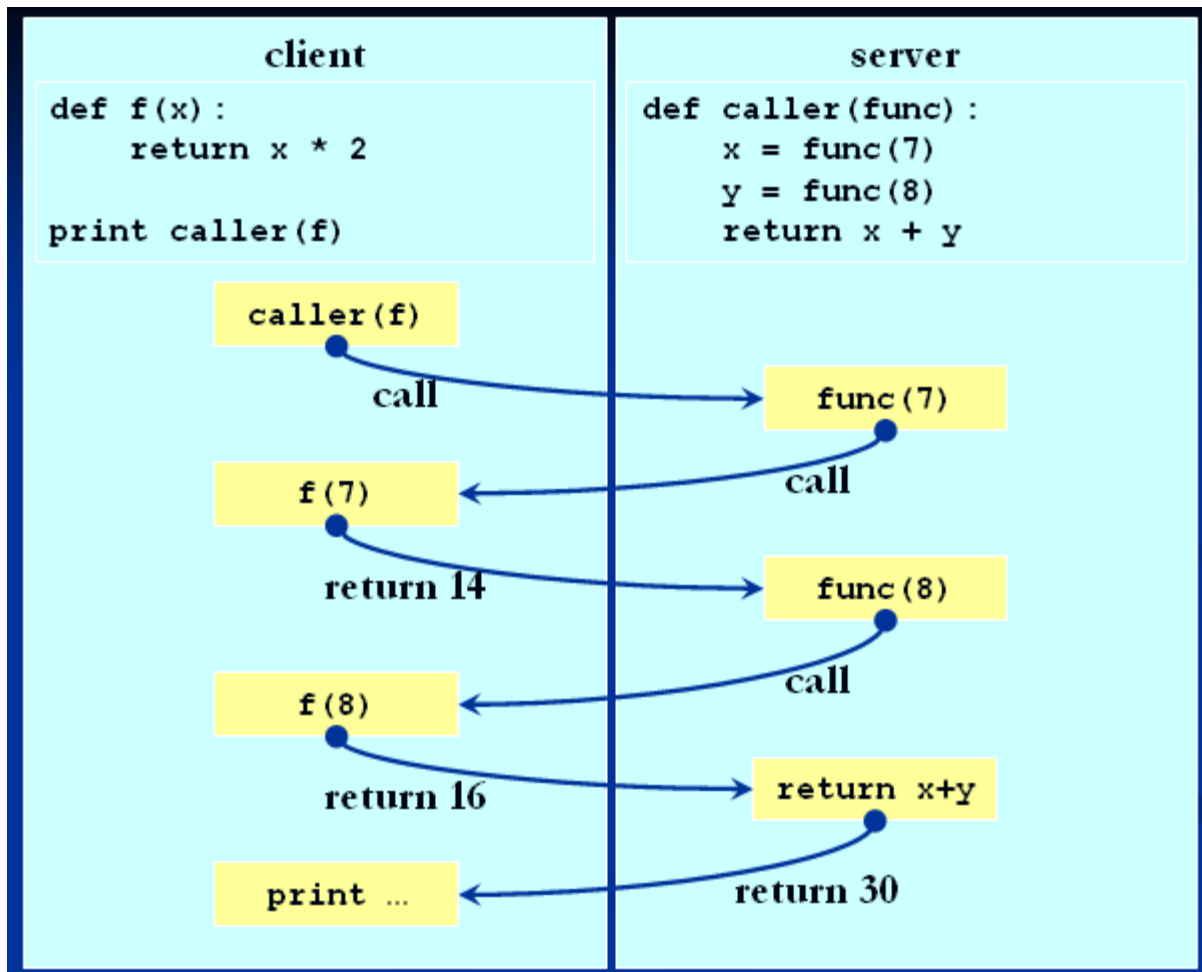 client
def f(x):
    return x * 2
print caller(f)
server
def caller(func):
    x = func(7)
    y = func(8)
    return x + y
caller(f)
call
func(7)
call
f(7)
return 14
func(8)
call
f(8)
return 16
return x+y
return 30
print …